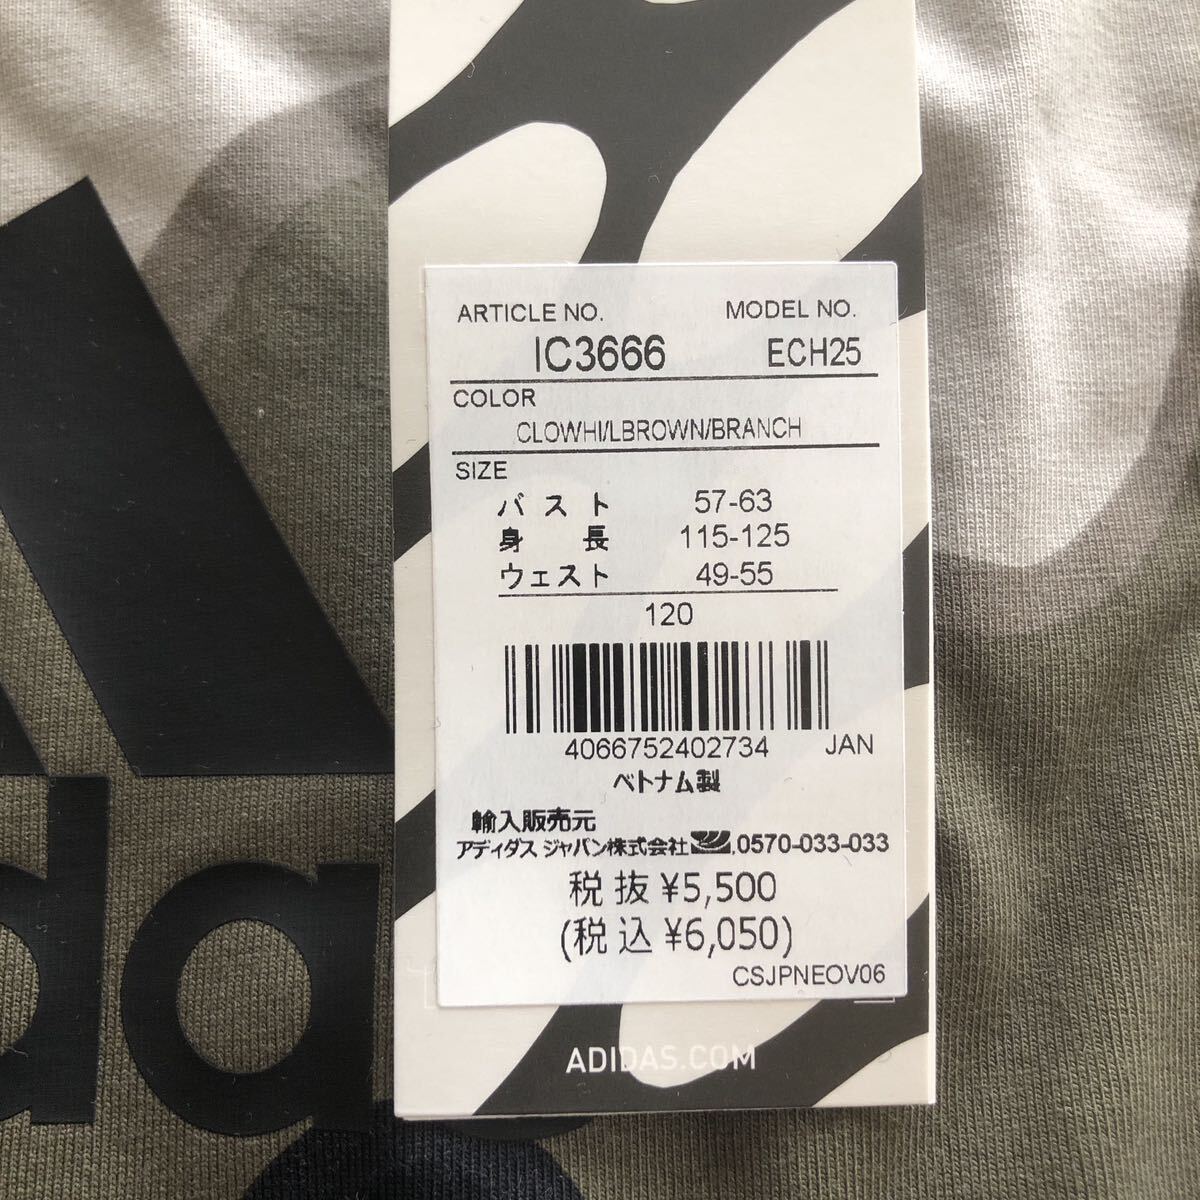 ARTICLE NO. MODEL NO.
IC3666 ECH25
COLOR
CLOWHI/LBROWN/BRANCH
SIZE
バスト 57-63
身長 115-125
ウェスト 49-55
120
4066752402734 JAN
ベトナム製
輸入販売元
アディダス ジャパン株式会社 0570-033-033
税抜 ¥5,500
(税込 ¥6,050)
CSJPNEOV06
ADIDAS.COM
da